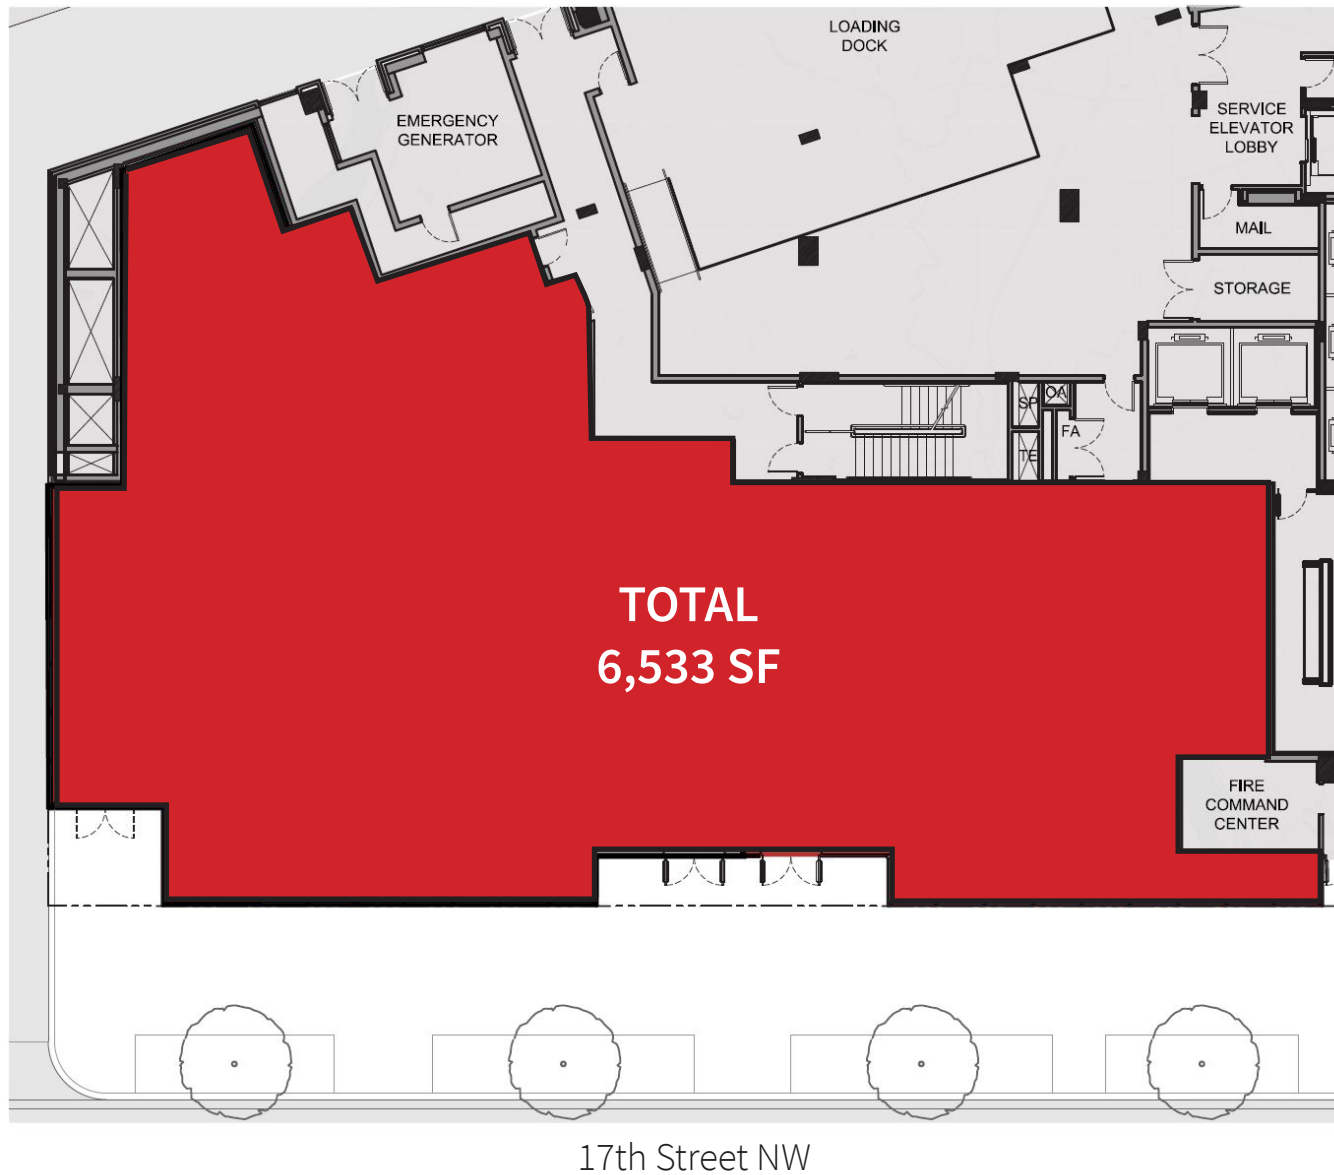 LOADING
DOCK
EMERGENCY
GENERATOR
SERVICE
ELEVATOR
LOBBY
MAIL
STORAGE
SP
OA
FA
TE
TOTAL
6,533 SF
FIRE
COMMAND
CENTER
17th Street NW